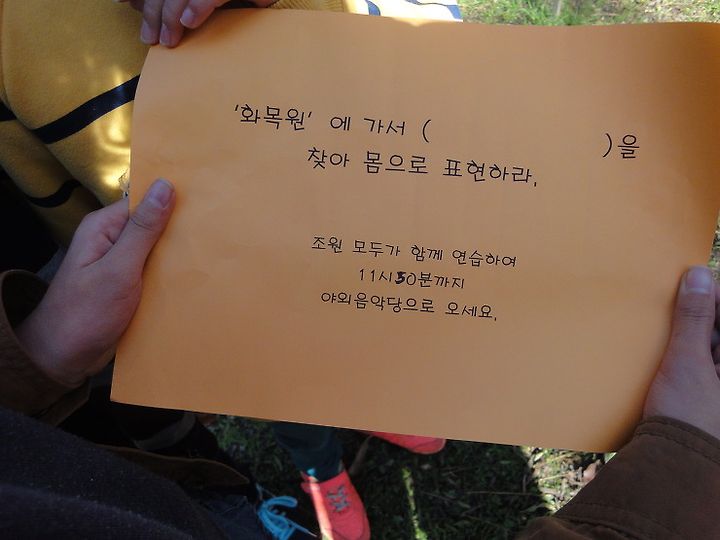 '화목원' 에 가서 (               )을
찾아 몸으로 표현하라.
조원 모두가 함께 연습하여
11시50분까지
야외음악당으로 오세요.